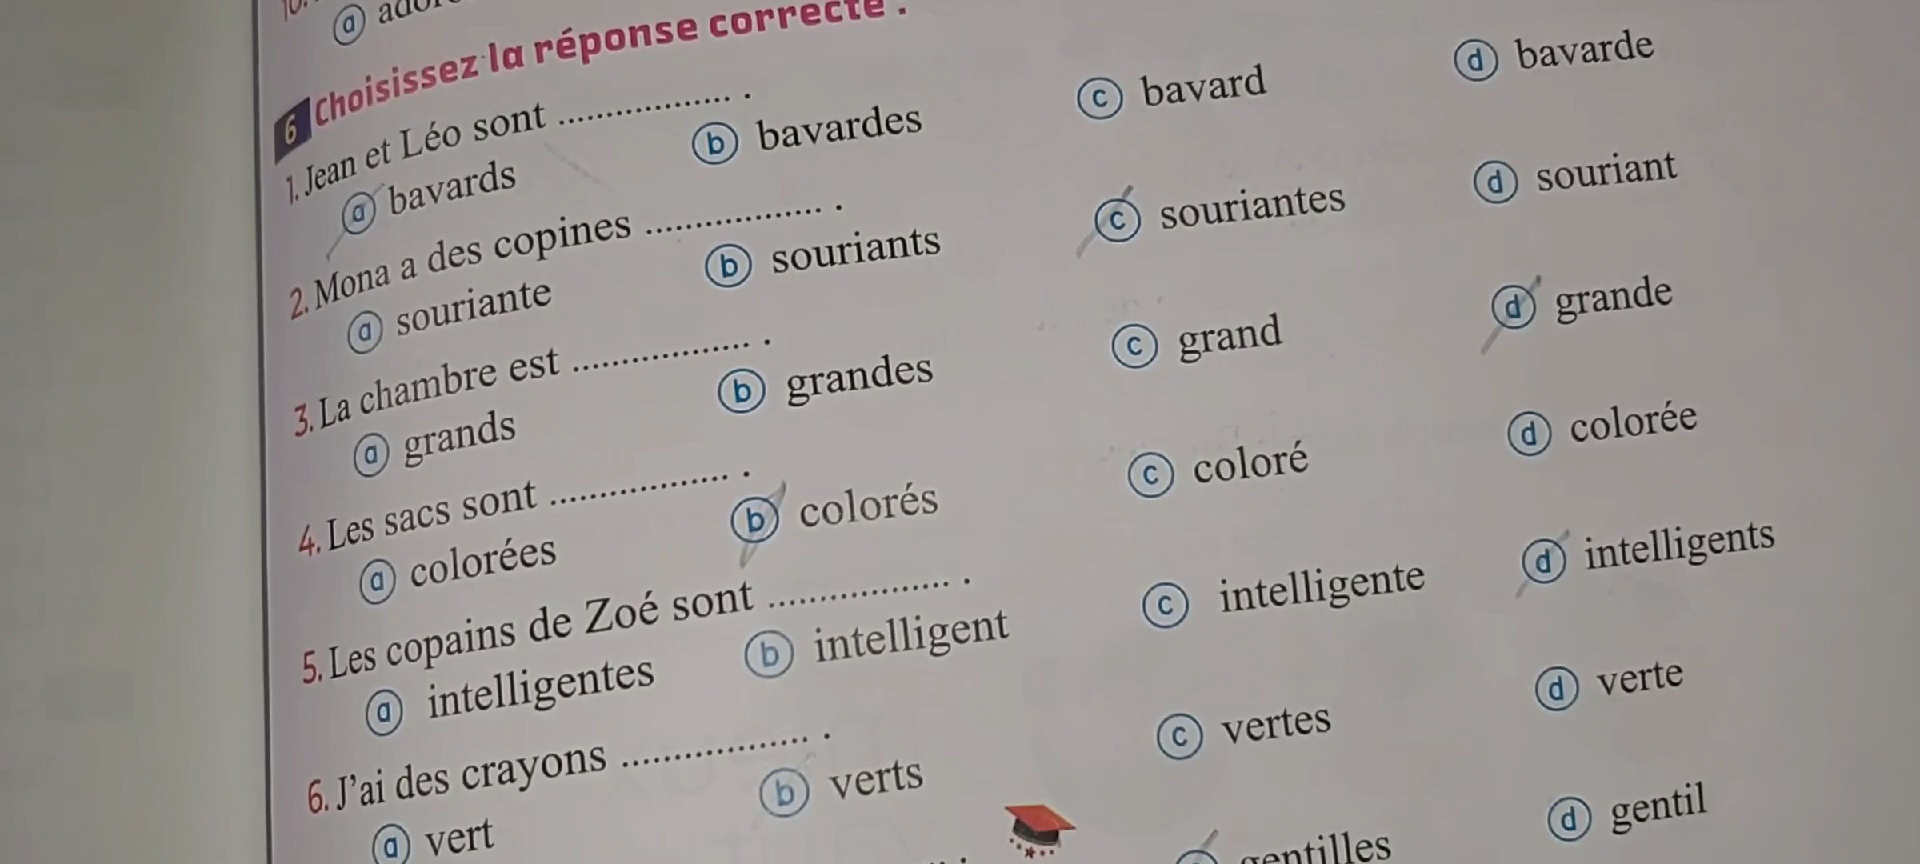 10.
a
6 Choisissez la réponse correcte :
1. Jean et Léo sont ................. .
a bavards b bavardes c bavard d bavarde
2. Mona a des copines ................. .
a souriante b souriants c souriantes d souriant
3. La chambre est ................. .
a grands b grandes c grand d grande
4. Les sacs sont ................. .
a colorées b colorés c coloré d colorée
5. Les copains de Zoé sont ................. .
a intelligentes b intelligent c intelligente d intelligents
6. J'ai des crayons ................. .
a vert b verts c vertes d verte
gentilles d gentil